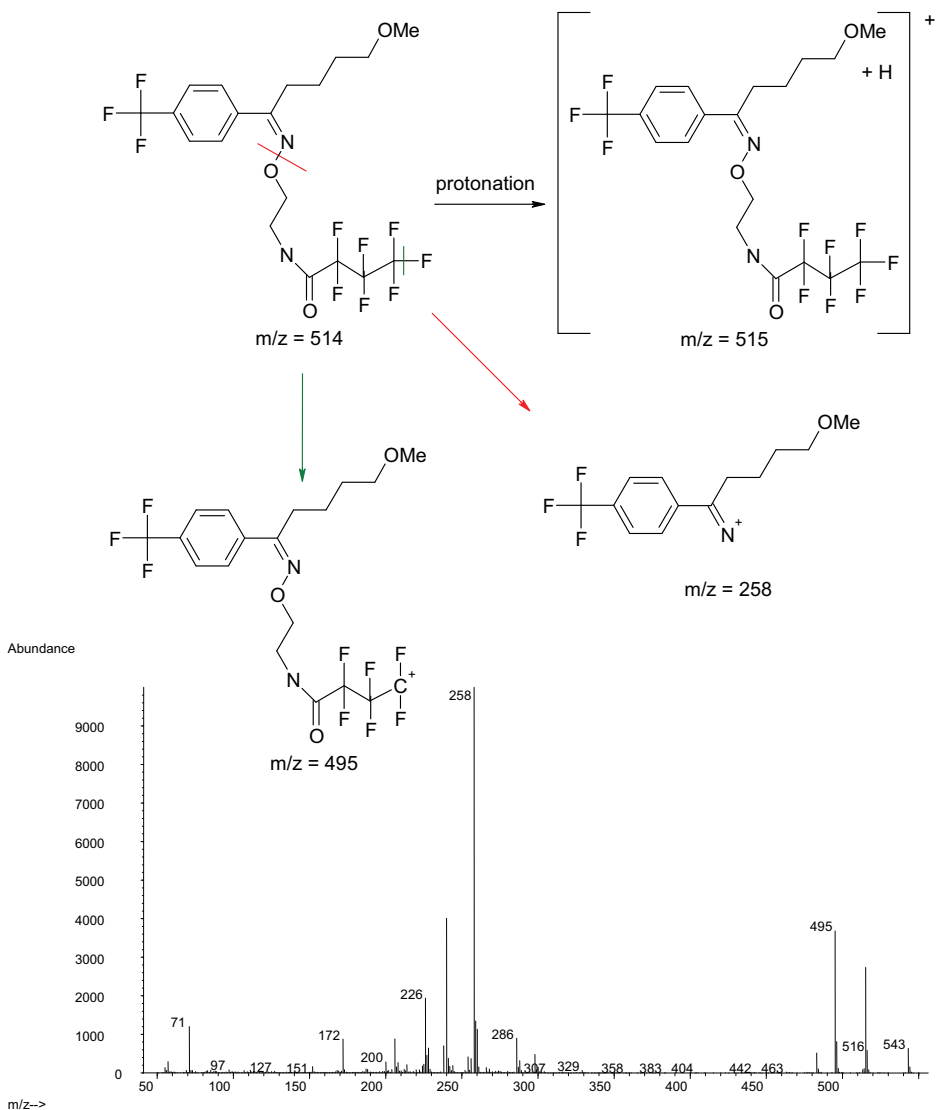 OMe
F
F
F
N
O
N
O
F F F F F F F
m/z = 514
protonation
+
OMe
+ H
F
F
F
N
O
N
O
F F F F F F F
m/z = 515
OMe
F
F
F
N
O
N
O
F F F F F F
C+
m/z = 495
OMe
F
F
F
N
+
m/z = 258
Abundance
9000
8000
7000
6000
5000
4000
3000
2000
1000
0
71
97
127
151
172
200
226
258
286
307
329
358
383
404
442
463
495
516
543
50 100 150 200 250 300 350 400 450 500
m/z-->